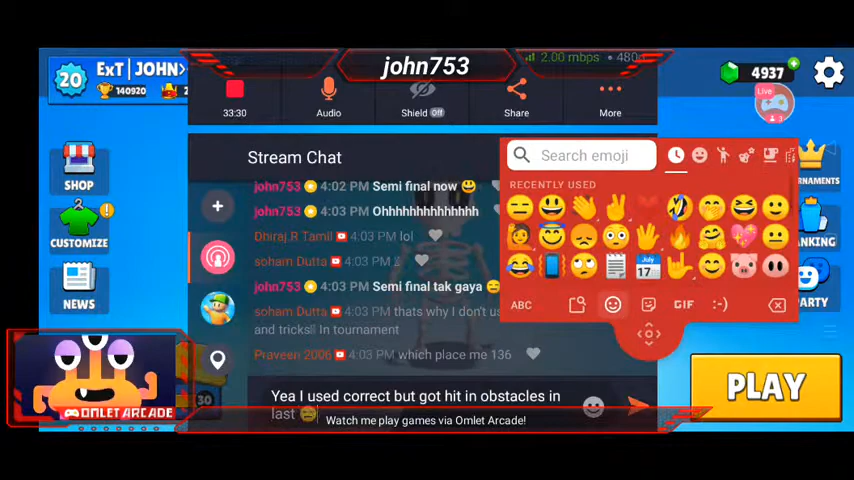 john753
2.00 mbps • 480
20
ExT | JOHN
140920
4937
Live
3
33:30
Audio
Shield Off
Share
More
SHOP
CUSTOMIZE
NEWS
Stream Chat
john753 4:02 PM Semi final now 😃
john753 4:03 PM Ohhhhhhhhhhhhhh
Dhiraj.R Tamil 4:03 PM lol
soham Dutta 4:03 PM
john753 4:03 PM Semi final tak gaya 😑
soham Dutta 4:03 PM thats why I don't us
and tricks In tournament
Praveen 2006 4:03 PM which place me 136
Yea I used correct but got hit in obstacles in
last 😑
Search emoji
RECENTLY USED
July
17
ABC
GIF
:-)
RNAMENTS
NKING
PARTY
PLAY
30
OMLET ARCADE
Watch me play games via Omlet Arcade!